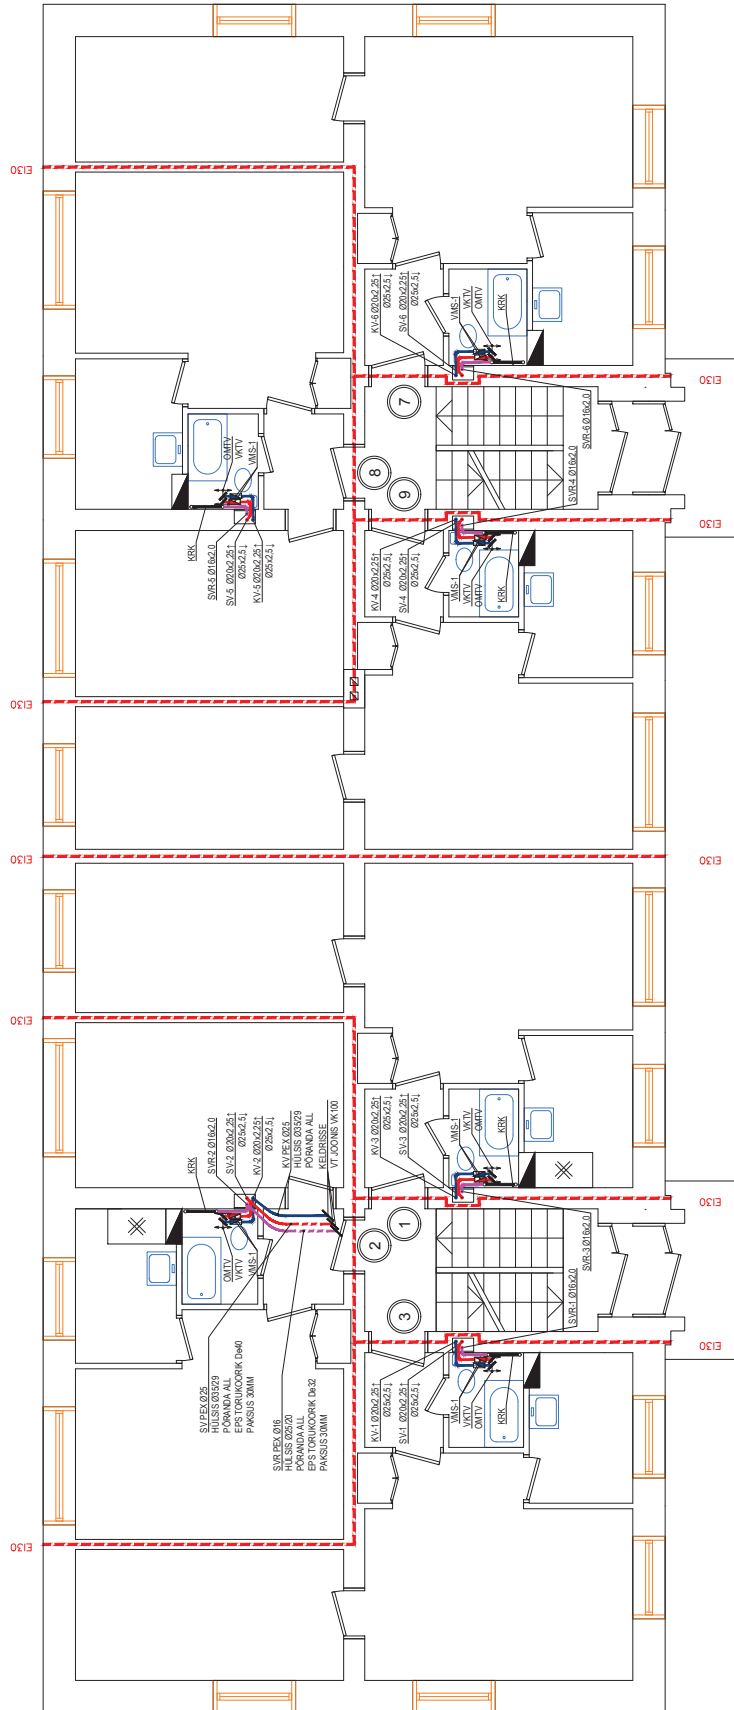 EI30
EI30
EI30
EI30
EI30
EI30
EI30
EI30
EI30
EI30
KV-6 Ø20x2,25↑
Ø25x2,5↓
SV-6 Ø20x2,25↑
Ø25x2,5↓
VMS-1
VKTV
OMTV
KRK
SVR-6 Ø16x2,0
SVR-4 Ø16x2,0
7
8
9
OMTV
VKTV
VMS-1
KRK
SVR-5 Ø16x2,0
SV-5 Ø20x2,25↑
Ø25x2,5↓
KV-5 Ø20x2,25↑
Ø25x2,5↓
KV-4 Ø20x2,25↑
Ø25x2,5↓
SV-4 Ø20x2,25↑
Ø25x2,5↓
VMS-1
VKTV
OMTV
KRK
KRK
SVR-2 Ø16x2,0
SV-2 Ø20x2,25↑
Ø25x2,5↓
KV-2 Ø20x2,25↑
Ø25x2,5↓
KV PEX Ø25
HÜLSIS Ø35/29
PÕRANDA ALL
KELDRISSE
VT JOONIS VK100
OMTV
VKTV
VMS-1
KV-3 Ø20x2,25↑
Ø25x2,5↓
SV-3 Ø20x2,25↑
Ø25x2,5↓
VMS-1
VKTV
OMTV
KRK
1
2
3
SVR-3 Ø16x2,0
SVR-1 Ø16x2,0
SV PEX Ø25
HÜLSIS Ø35/29
PÕRANDA ALL
EPS TORUKOORIK De40
PAKSUS 30MM
SVR PEX Ø16
HÜLSIS Ø25/20
PÕRANDA ALL
EPS TORUKOORIK De32
PAKSUS 30MM
KV-1 Ø20x2,25↑
Ø25x2,5↓
SV-1 Ø20x2,25↑
Ø25x2,5↓
VMS-1
VKTV
OMTV
KRK